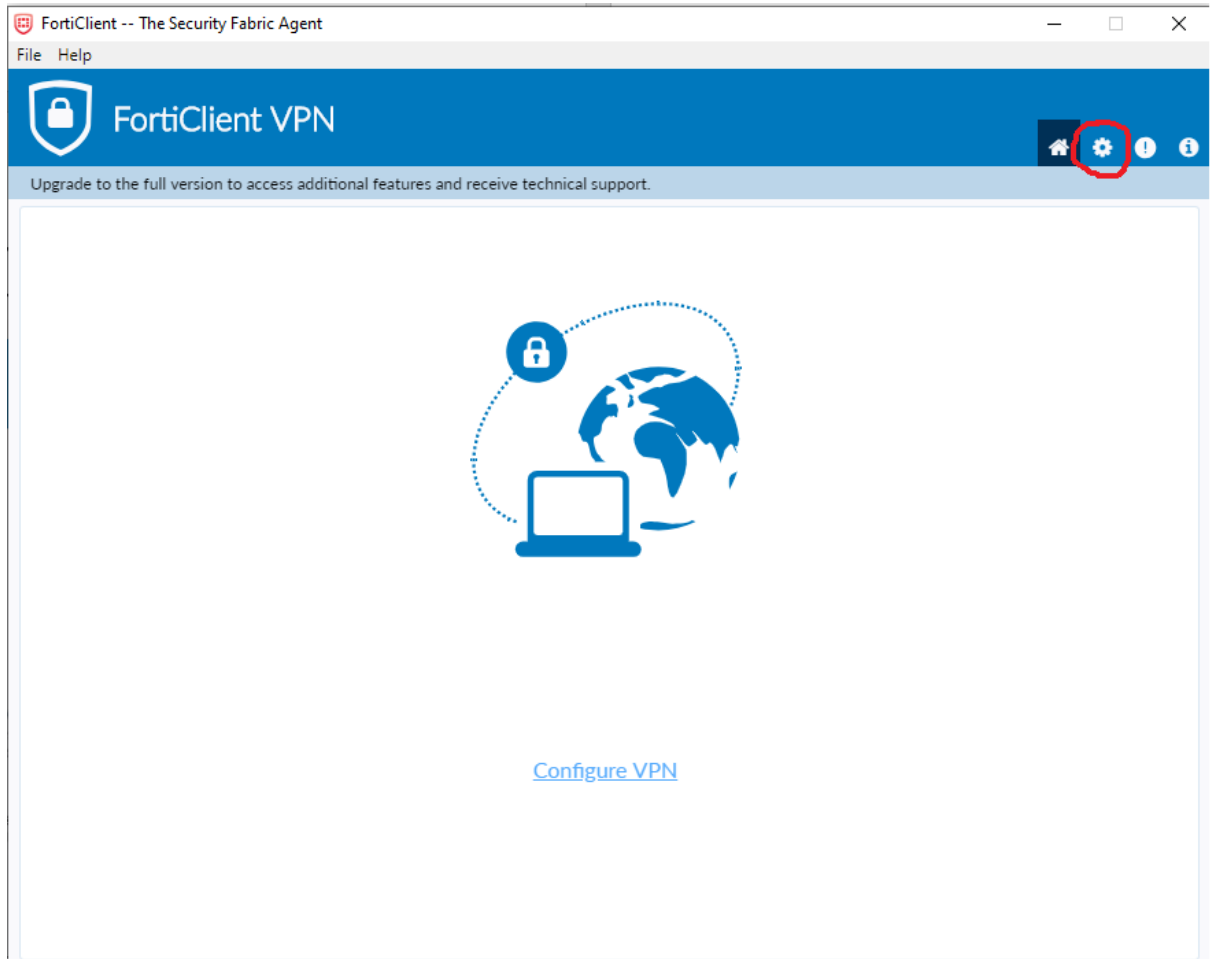 FortiClient -- The Security Fabric Agent
File Help
FortiClient VPN
Upgrade to the full version to access additional features and receive technical support.
Configure VPN